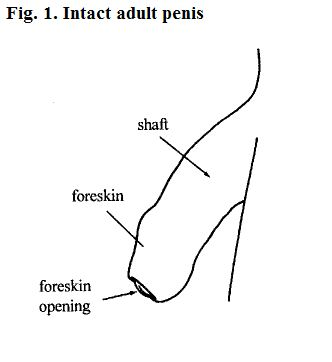 Fig. 1. Intact adult penis
shaft
foreskin
foreskin
opening